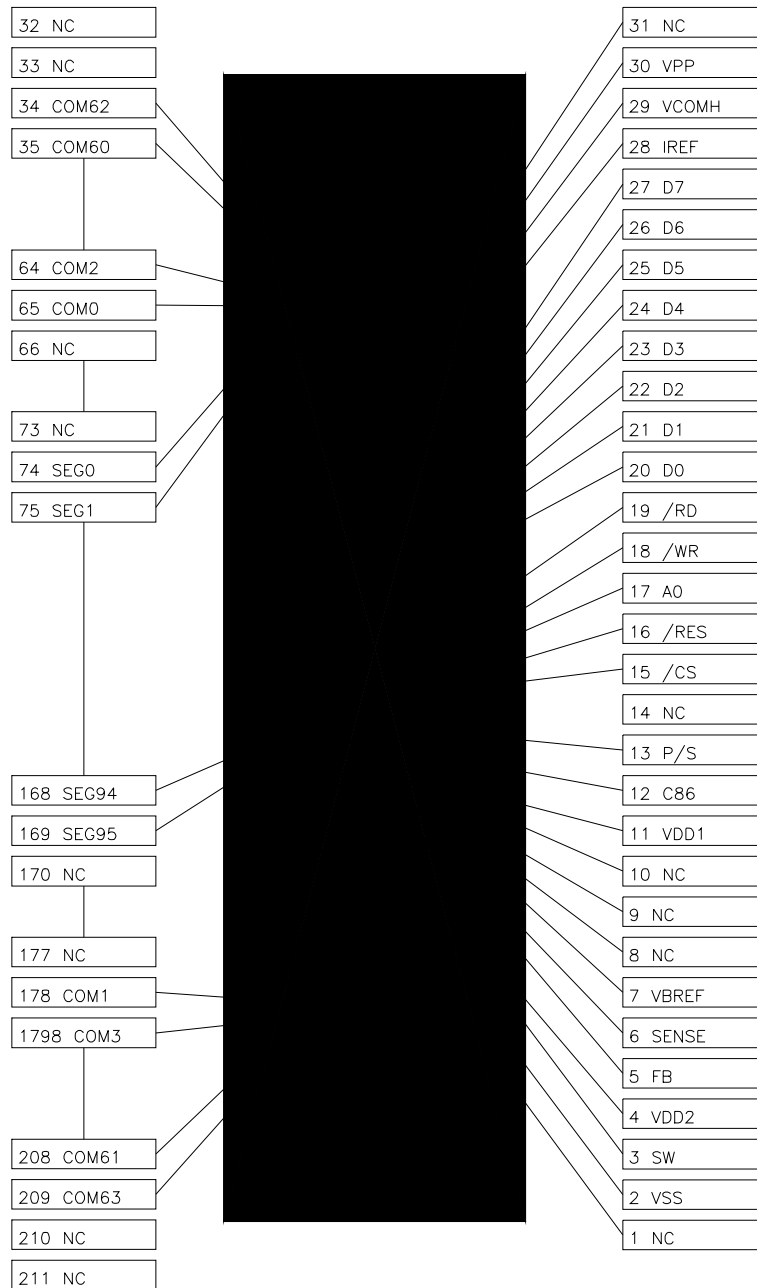 32 NC
33 NC
34 COM62
35 COM60
64 COM2
65 COM0
66 NC
73 NC
74 SEG0
75 SEG1
168 SEG94
169 SEG95
170 NC
177 NC
178 COM1
1798 COM3
208 COM61
209 COM63
210 NC
211 NC
31 NC
30 VPP
29 VCOMH
28 IREF
27 D7
26 D6
25 D5
24 D4
23 D3
22 D2
21 D1
20 D0
19 /RD
18 /WR
17 A0
16 /RES
15 /CS
14 NC
13 P/S
12 C86
11 VDD1
10 NC
9 NC
8 NC
7 VBREF
6 SENSE
5 FB
4 VDD2
3 SW
2 VSS
1 NC